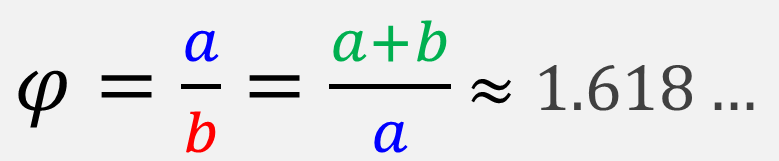 φ = a/b = a+b/a ≈ 1.618 ...